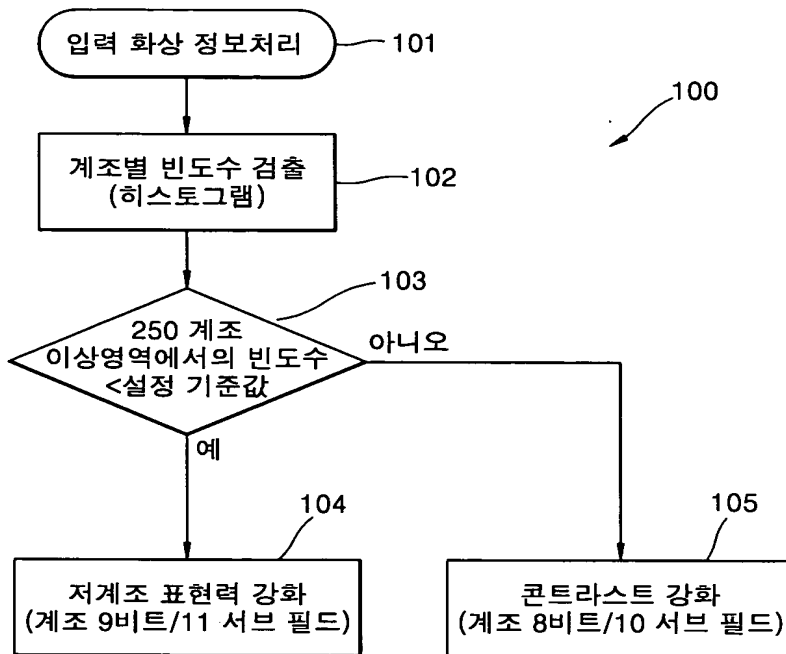 입력 화상 정보처리
101
100
계조별 빈도수 검출
(히스토그램)
102
103
250 계조
이상영역에서의 빈도수
<설정 기준값
아니오
예
104
105
저계조 표현력 강화
(계조 9비트/11 서브 필드)
콘트라스트 강화
(계조 8비트/10 서브 필드)